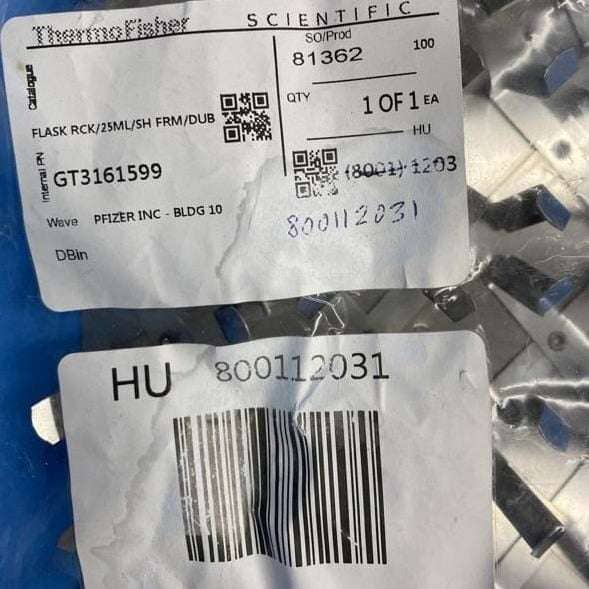 ThermoFisher
SCIENTIFIC
Catalogue
SO/Prod
81362 100
QTY
1 OF 1 EA
HU
FLASK RCK/25ML/SH FRM/DUB
Internal PN
GT3161599
(8001) 1203
800112031
Wave PFIZER INC - BLDG 10
DBin
HU 800112031